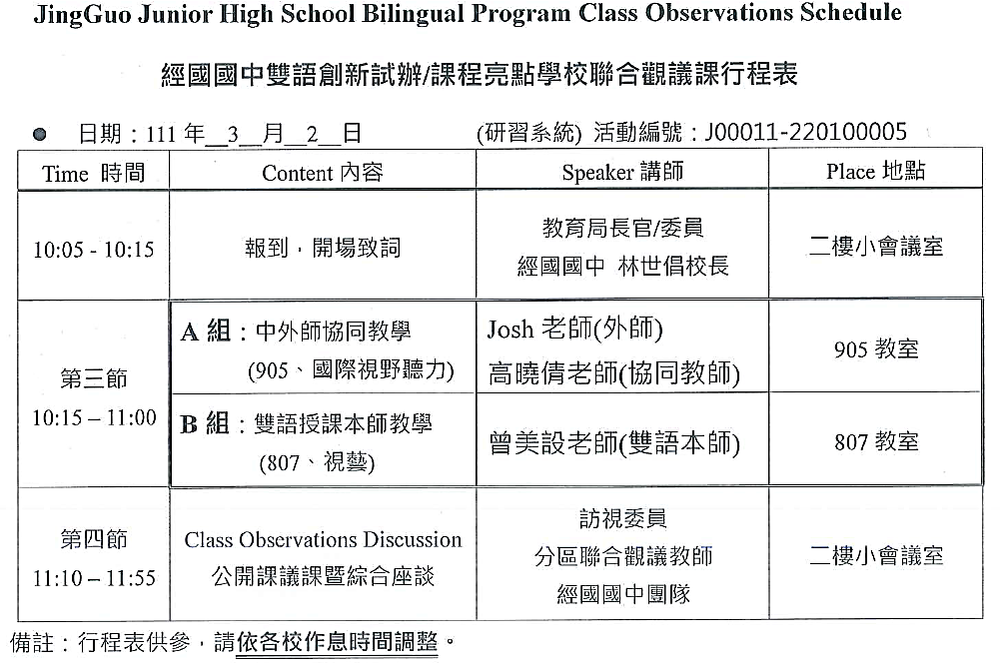 JingGuo Junior High School Bilingual Program Class Observations Schedule
經國國中雙語創新試辦/課程亮點學校聯合觀議課行程表
● 日期：111 年__3__月__2__日 (研習系統) 活動編號：J00011-220100005
Time 時間 Content 內容 Speaker 講師 Place 地點
10:05 - 10:15 報到，開場致詞 教育局長官/委員 二樓小會議室
經國國中 林世倡校長
第三節
10:15 – 11:00
A 組：中外師協同教學
(905、國際視野聽力)
Josh 老師(外師)
高曉倩老師(協同教師)
905 教室
B 組：雙語授課本師教學
(807、視藝)
曾美設老師(雙語本師)
807 教室
第四節
11:10 – 11:55
Class Observations Discussion
公開課議課暨綜合座談
訪視委員
分區聯合觀議教師
經國國中團隊
二樓小會議室
備註：行程表供參，請依各校作息時間調整。